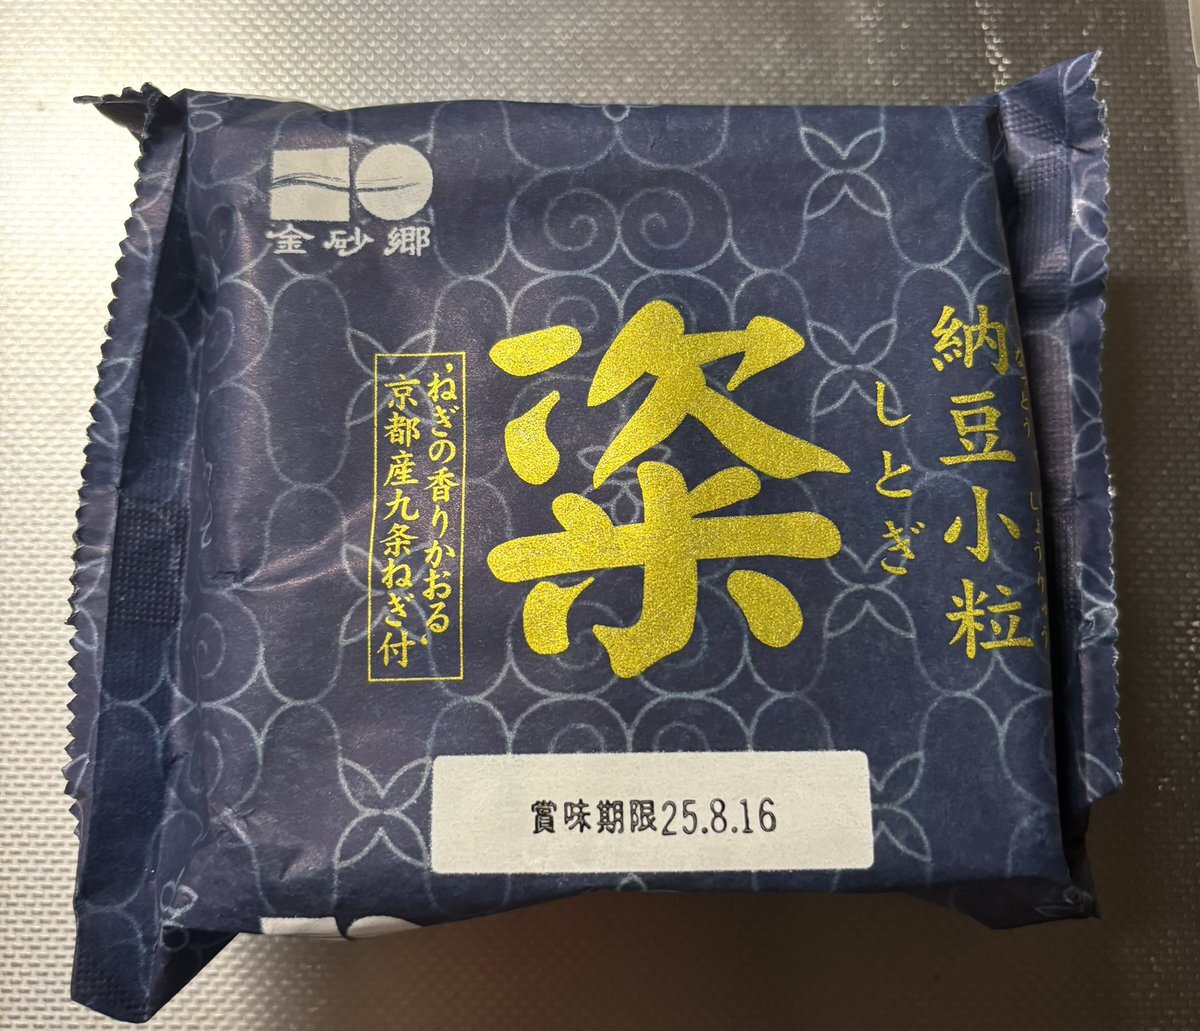 金砂郷
納豆小粒
しとぎ
粢
ねぎの香りかおる
京都産九条ねぎ付
賞味期限25.8.16